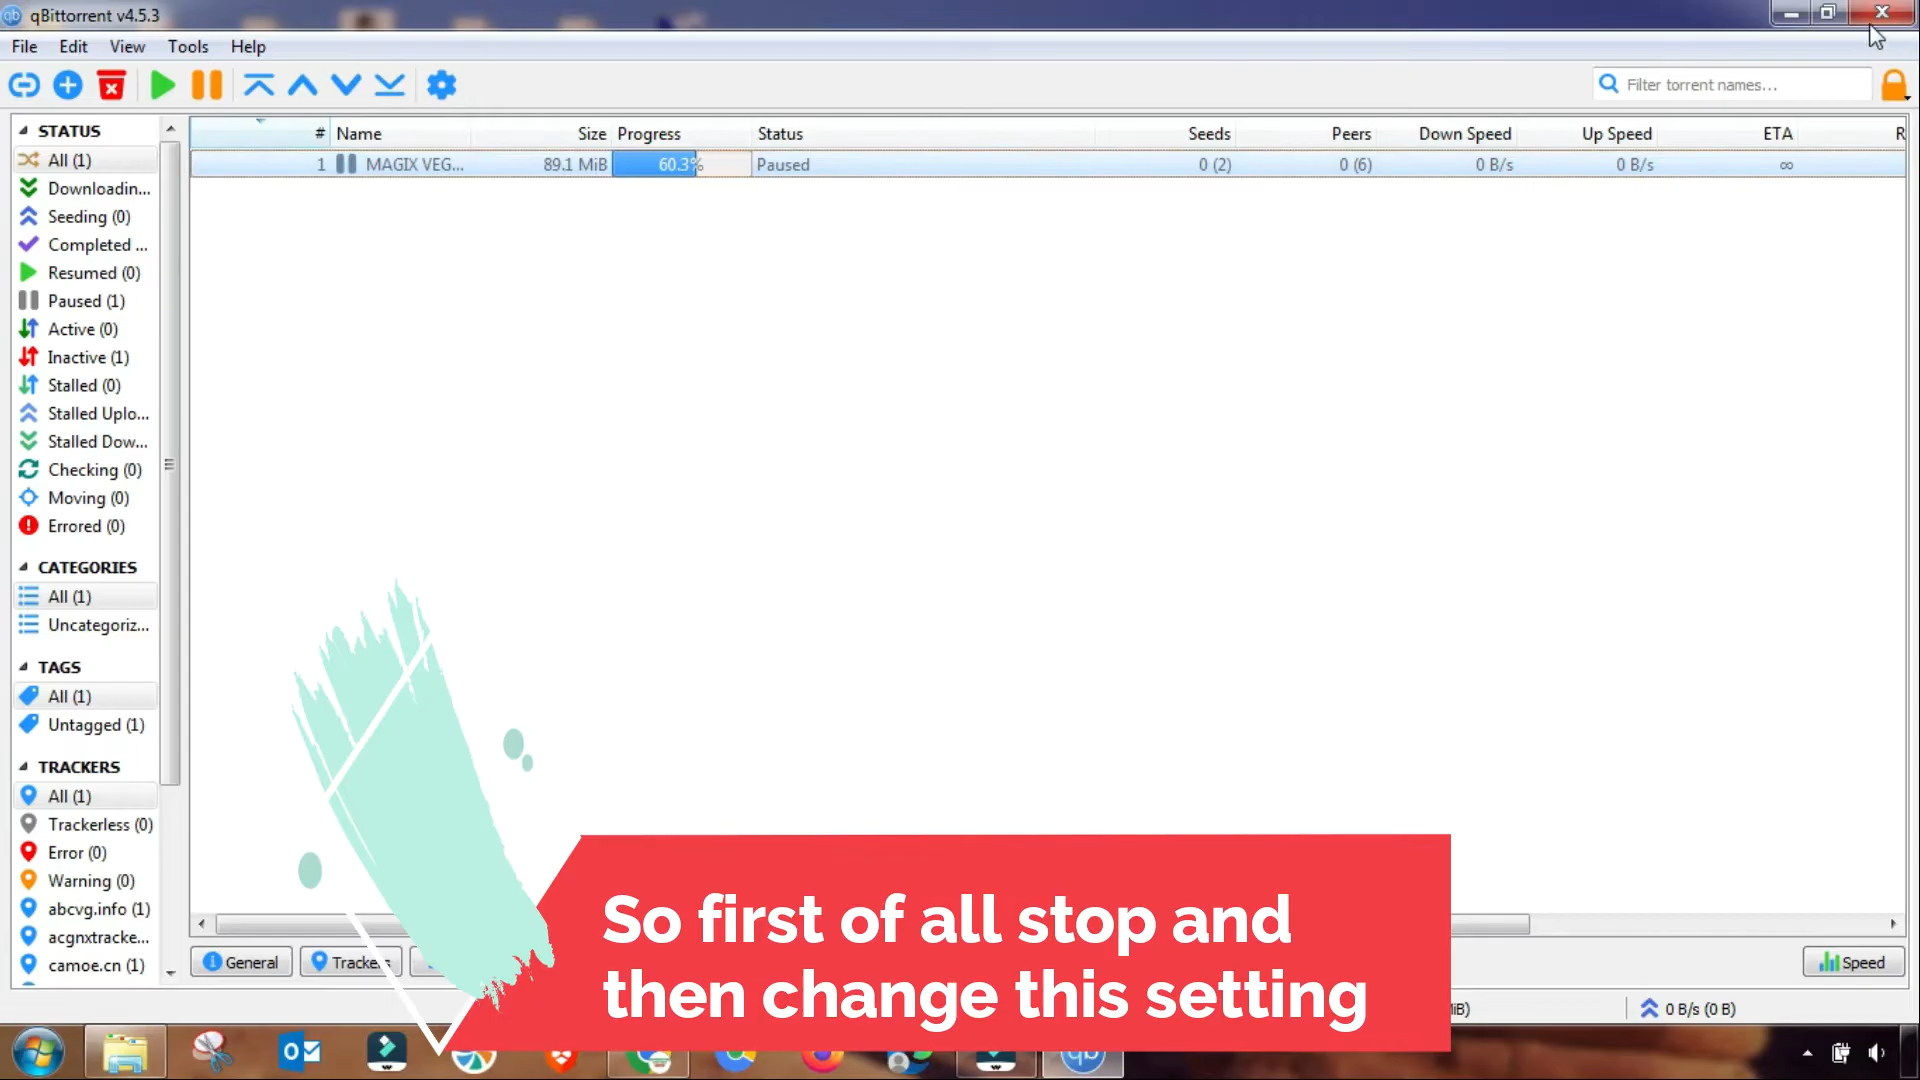 qBittorrent v4.5.3
File Edit View Tools Help
Filter torrent names...
# Name Size Progress Status Seeds Peers Down Speed Up Speed ETA R
1 MAGIX VEG... 89.1 MiB 60.3% Paused 0 (2) 0 (6) 0 B/s 0 B/s ∞
STATUS
All (1)
Downloadin...
Seeding (0)
Completed ...
Resumed (0)
Paused (1)
Active (0)
Inactive (1)
Stalled (0)
Stalled Uplo...
Stalled Dow...
Checking (0)
Moving (0)
Errored (0)
CATEGORIES
All (1)
Uncategoriz...
TAGS
All (1)
Untagged (1)
TRACKERS
All (1)
Trackerless (0)
Error (0)
Warning (0)
abcvg.info (1)
acgnxtracke...
camoe.cn (1)
General Trackers Speed
So first of all stop and
then change this setting
iB) 0 B/s (0 B)